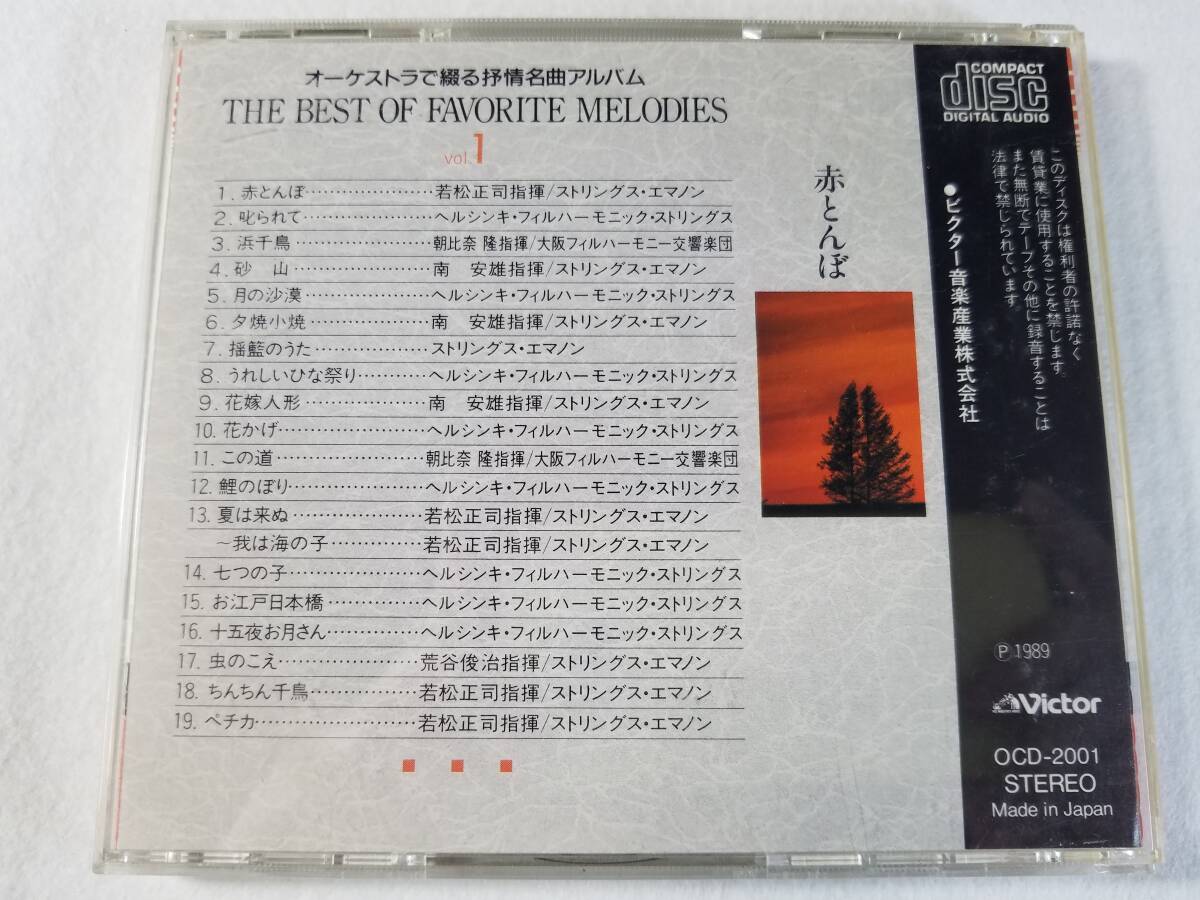 オーケストラで綴る抒情名曲アルバム
THE BEST OF FAVORITE MELODIES
vol.1
1. 赤とんぼ……………………若松正司指揮/ストリングス・エマノン
2. 叱られて……………………ヘルシンキ・フィルハーモニック・ストリングス
3. 浜千鳥……………………朝比奈 隆指揮/大阪フィルハーモニー交響楽団
4. 砂 山……………………南 安雄指揮/ストリングス・エマノン
5. 月の沙漠……………………ヘルシンキ・フィルハーモニック・ストリングス
6. 夕焼小焼……………………南 安雄指揮/ストリングス・エマノン
7. 揺籃のうた…………………ストリングス・エマノン
8. うれしいひな祭り…………ヘルシンキ・フィルハーモニック・ストリングス
9. 花嫁人形……………………南 安雄指揮/ストリングス・エマノン
10. 花かげ……………………ヘルシンキ・フィルハーモニック・ストリングス
11. この道……………………朝比奈 隆指揮/大阪フィルハーモニー交響楽団
12. 鯉のぼり…………………ヘルシンキ・フィルハーモニック・ストリングス
13. 夏は来ぬ…………………若松正司指揮/ストリングス・エマノン
～我は海の子……………若松正司指揮/ストリングス・エマノン
14. 七つの子…………………ヘルシンキ・フィルハーモニック・ストリングス
15. お江戸日本橋……………ヘルシンキ・フィルハーモニック・ストリングス
16. 十五夜お月さん…………ヘルシンキ・フィルハーモニック・ストリングス
17. 虫のこえ…………………荒谷俊治指揮/ストリングス・エマノン
18. ちんちん千鳥……………若松正司指揮/ストリングス・エマノン
19. ペチカ……………………若松正司指揮/ストリングス・エマノン
赤とんぼ
COMPACT
disc
DIGITAL AUDIO
このディスクは権利者の許諾なく
賃貸業に使用することを禁じます。
また無断でテープその他に録音することは
法律で禁じられています。
●ビクター音楽産業株式会社
Ⓟ1989
Victor
OCD-2001
STEREO
Made in Japan